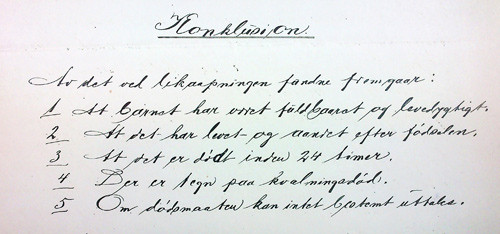 Konklusion.
Av det ved likaapningen fundne fremgaar:
1 At barnet har været fuldbaaret og levedygtigt.
2 At det har levet og aandet efter fødselen.
3 At det er dødt inden 24 timer.
4 Der er tegn paa kvalningsdød.
5 Om dødsmaaten kan intet bestemt uttales.